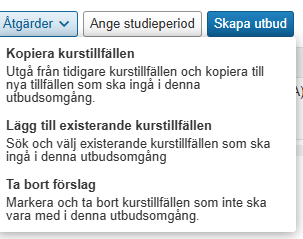 Åtgärder Ange studieperiod Skapa utbud
Kopiera kurstillfällen
Utgå från tidigare kurstillfällen och kopiera till
nya tillfällen som ska ingå i denna
utbudsomgång.
Lägg till existerande kurstillfällen
Sök och välj existerande kurstillfällen som ska
ingå i denna utbudsomgång
Ta bort förslag
Markera och ta bort kurstillfällen som inte ska
vara med i denna utbudsomgång.